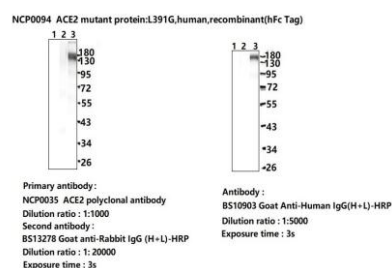 NCP0094 ACE2 mutant protein:L391G,human,recombinant(hFc Tag)
1 2 3
180
130
95
72
55
43
34
26
Primary antibody:
NCP0035 ACE2 polyclonal antibody
Dilution ratio : 1:1000
Second antibody:
BS13278 Goat anti-Rabbit IgG (H+L)-HRP
Dilution ratio : 1: 20000
Exposure time : 3s
1 2 3
180
130
95
72
55
43
34
26
Antibody :
BS10903 Goat Anti-Human IgG(H+L)-HRP
Dilution ratio : 1:5000
Exposure time : 3s